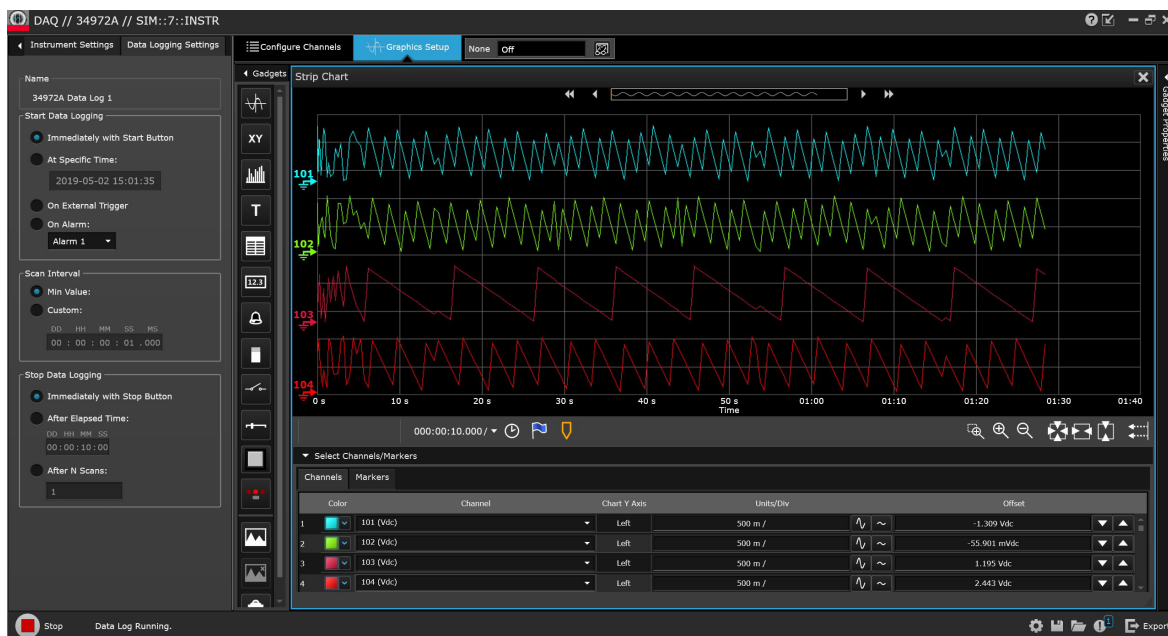 DAQ // 34972A // SIM::7::INSTR
Instrument Settings
Data Logging Settings
Configure Channels
Graphics Setup
None
Off
Name
34972A Data Log 1
Start Data Logging
Immediately with Start Button
At Specific Time:
2019-05-02 15:01:35
On External Trigger
On Alarm:
Alarm 1
Scan Interval
Min Value:
Custom:
DD HH MM SS MS
00 : 00 : 00 : 01 .000
Stop Data Logging
Immediately with Stop Button
After Elapsed Time:
DD HH MM SS
00:00:10:00
After N Scans:
1
Gadgets
XY
T
12.3
Strip Chart
Gadget Properties
101
102
103
104
0 s 10 s 20 s 30 s 40 s 50 s 01:00 01:10 01:20 01:30 01:40
Time
000:00:10.000/
Select Channels/Markers
Channels Markers
Color Channel Chart Y Axis Units/Div Offset
1 101 (Vdc) Left 500 m / -1.309 Vdc
2 102 (Vdc) Left 500 m / -55.901 mVdc
3 103 (Vdc) Left 500 m / 1.195 Vdc
4 104 (Vdc) Left 500 m / 2.443 Vdc
Stop
Data Log Running.
1
Export